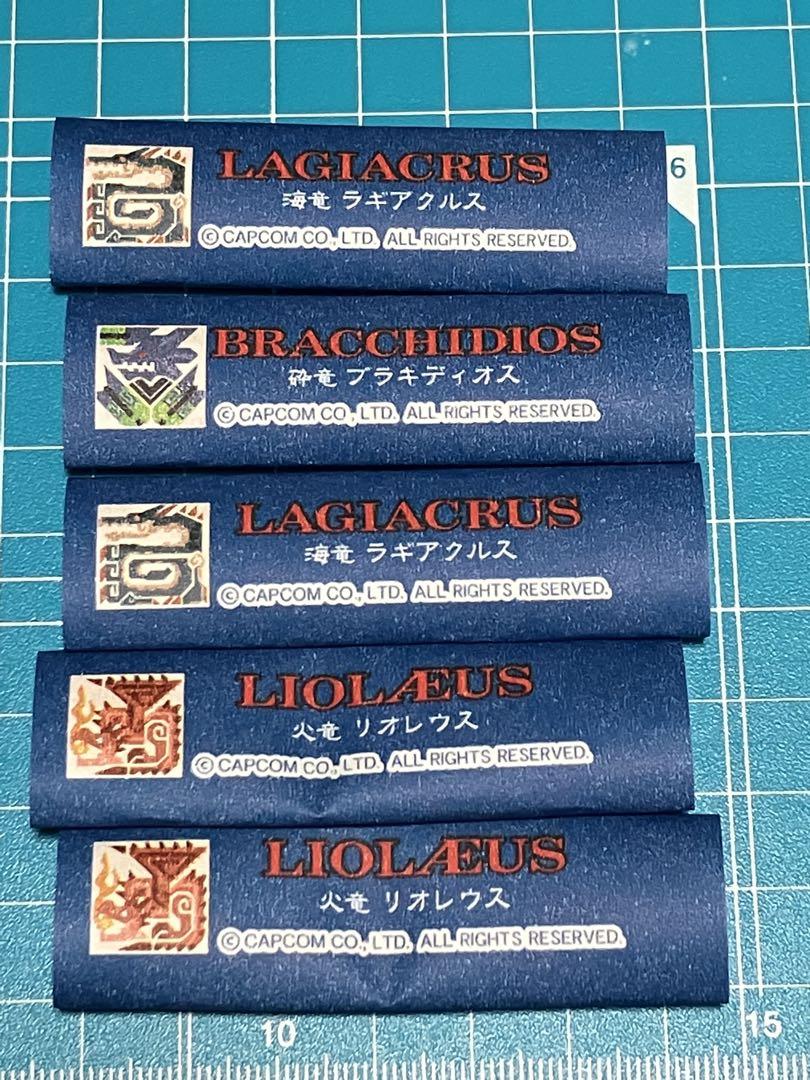 LAGIACRUS
海竜 ラギアクルス
©CAPCOM CO., LTD. ALL RIGHTS RESERVED.
6
BRACCHIDIOS
砕竜 ブラキディオス
©CAPCOM CO., LTD. ALL RIGHTS RESERVED.
LAGIACRUS
海竜 ラギアクルス
©CAPCOM CO., LTD. ALL RIGHTS RESERVED.
LIOLÆUS
火竜 リオレウス
©CAPCOM CO., LTD. ALL RIGHTS RESERVED.
LIOLÆUS
火竜 リオレウス
©CAPCOM CO., LTD. ALL RIGHTS RESERVED.
10 15